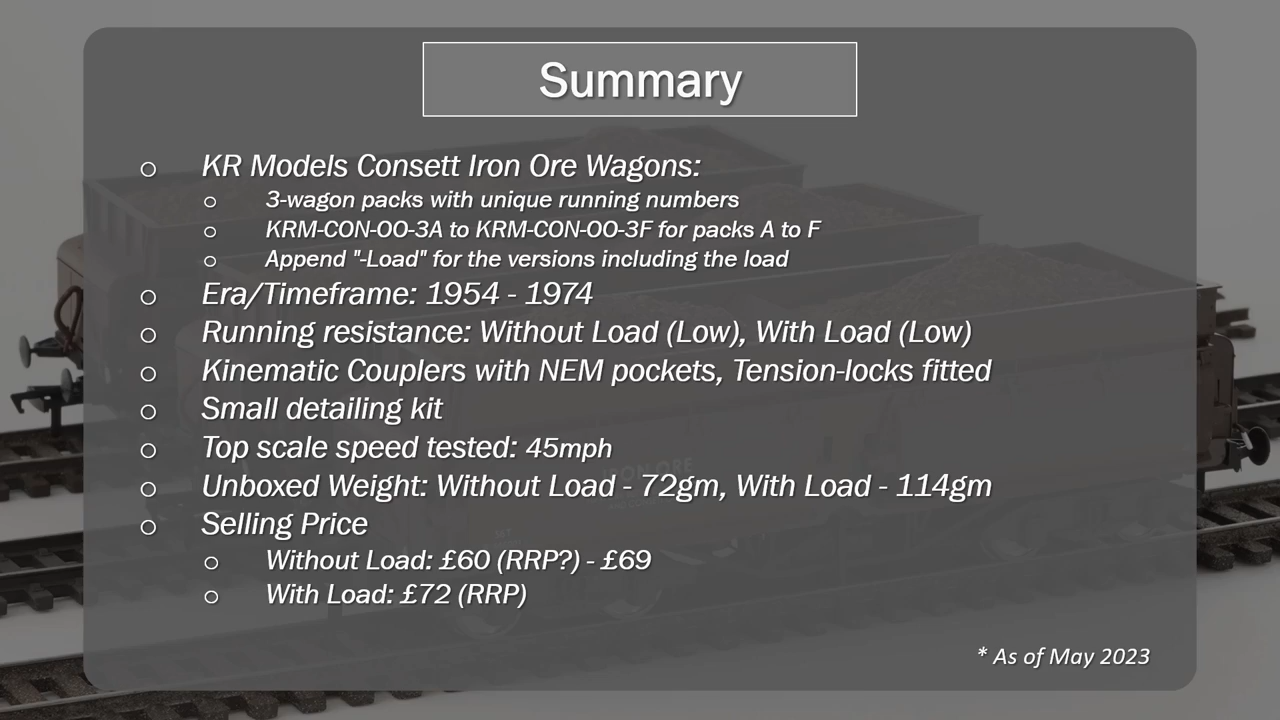 Summary
KR Models Consett Iron Ore Wagons:
3-wagon packs with unique running numbers
KRM-CON-OO-3A to KRM-CON-OO-3F for packs A to F
Append "-Load" for the versions including the load
Era/Timeframe: 1954 - 1974
Running resistance: Without Load (Low), With Load (Low)
Kinematic Couplers with NEM pockets, Tension-locks fitted
Small detailing kit
Top scale speed tested: 45mph
IRON ORE
Unboxed Weight: Without Load - 72gm, With Load - 114gm
Selling Price
Without Load: £60 (RRP?) - £69
With Load: £72 (RRP)
* As of May 2023